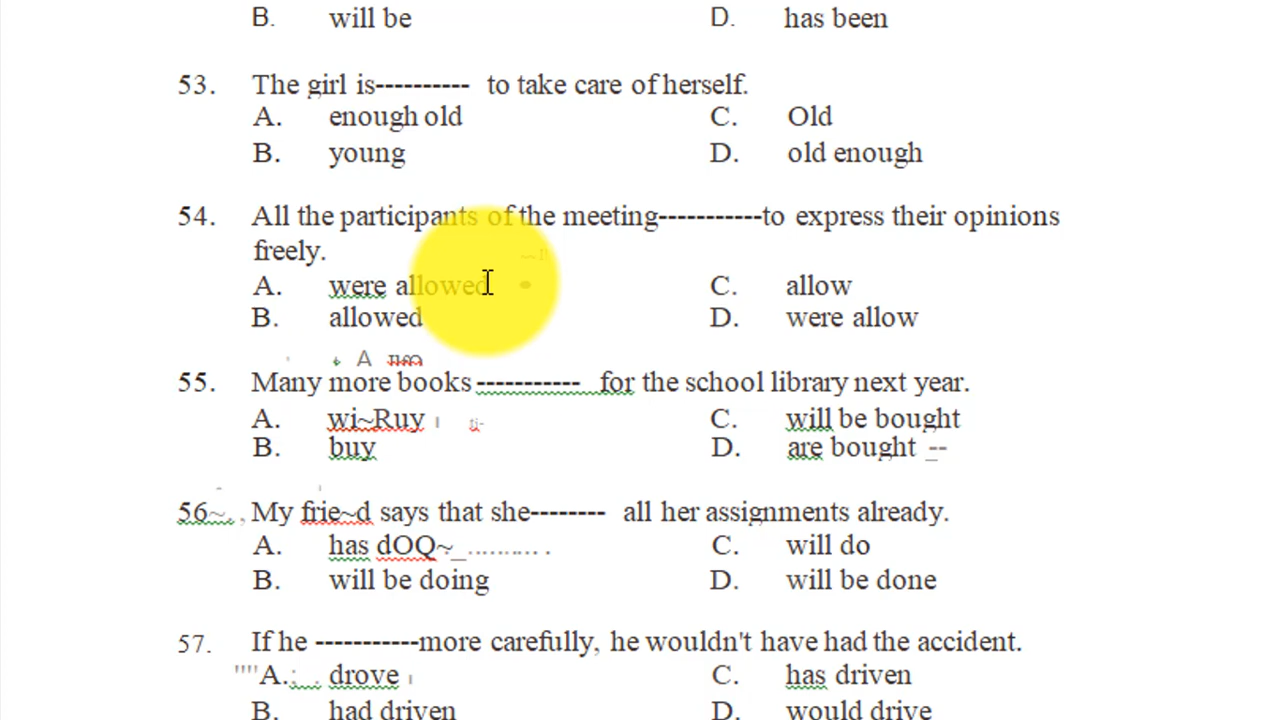 B. will be D. has been
53. The girl is---------- to take care of herself.
A. enough old C. Old
B. young D. old enough
54. All the participants of the meeting-----------to express their opinions
freely.
A. were allowed C. allow
B. allowed D. were allow
55. Many more books ----------- for the school library next year.
A. wi~Ruy C. will be bought
B. buy D. are bought --
56~. , My frie~d says that she-------- all her assignments already.
A. has dOQ~_.......... . C. will do
B. will be doing D. will be done
57. If he -----------more carefully, he wouldn't have had the accident.
""A.; . drove C. has driven
B. had driven D. would drive